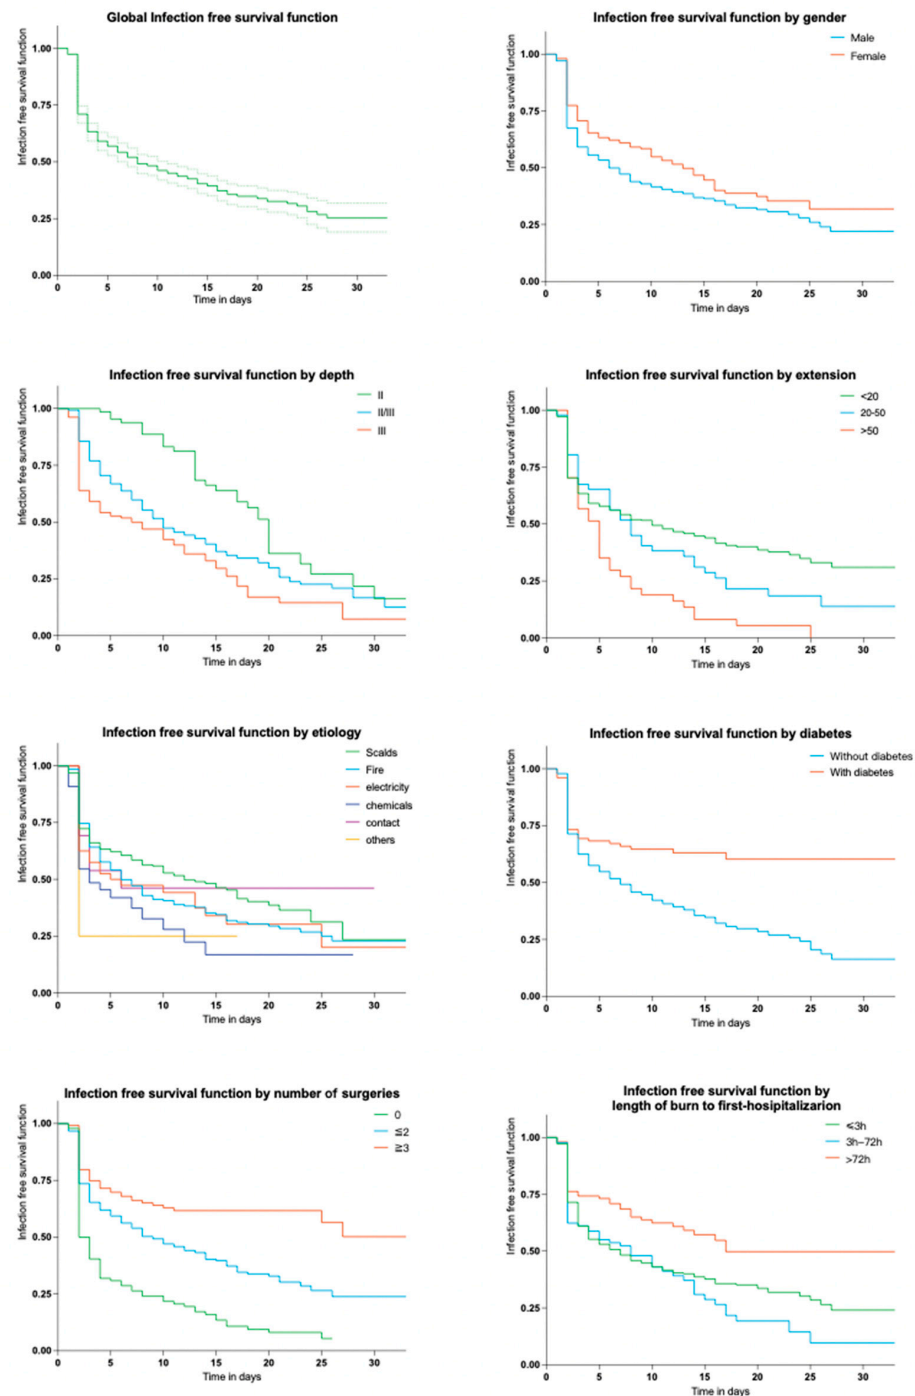 Global Infection free survival function
Infection free survival function
1.00
0.75
0.50
0.25
0.00
0 5 10 15 20 25 30
Time in days
Infection free survival function by gender
Male
Female
Infection free survival function
1.00
0.75
0.50
0.25
0.00
0 5 10 15 20 25 30
Time in days
Infection free survival function by depth
II
II/III
III
Infection free survival function
1.00
0.75
0.50
0.25
0.00
0 5 10 15 20 25 30
Time in days
Infection free survival function by extension
<20
20-50
>50
Infection free survival function
1.00
0.75
0.50
0.25
0.00
0 5 10 15 20 25 30
Time in days
Infection free survival function by etiology
Scalds
Fire
electricity
chemicals
contact
others
Infection free survival function
1.00
0.75
0.50
0.25
0.00
0 5 10 15 20 25 30
Time in days
Infection free survival function by diabetes
Without diabetes
With diabetes
Infection free survival function
1.00
0.75
0.50
0.25
0.00
0 5 10 15 20 25 30
Time in days
Infection free survival function by number of surgeries
0
≦2
≧3
Infection free survival function
1.00
0.75
0.50
0.25
0.00
0 5 10 15 20 25 30
Time in days
Infection free survival function by
length of burn to first-hospitalizarion
⩽3h
3h–72h
>72h
Infection free survival function
1.00
0.75
0.50
0.25
0.00
0 5 10 15 20 25 30
Time in days